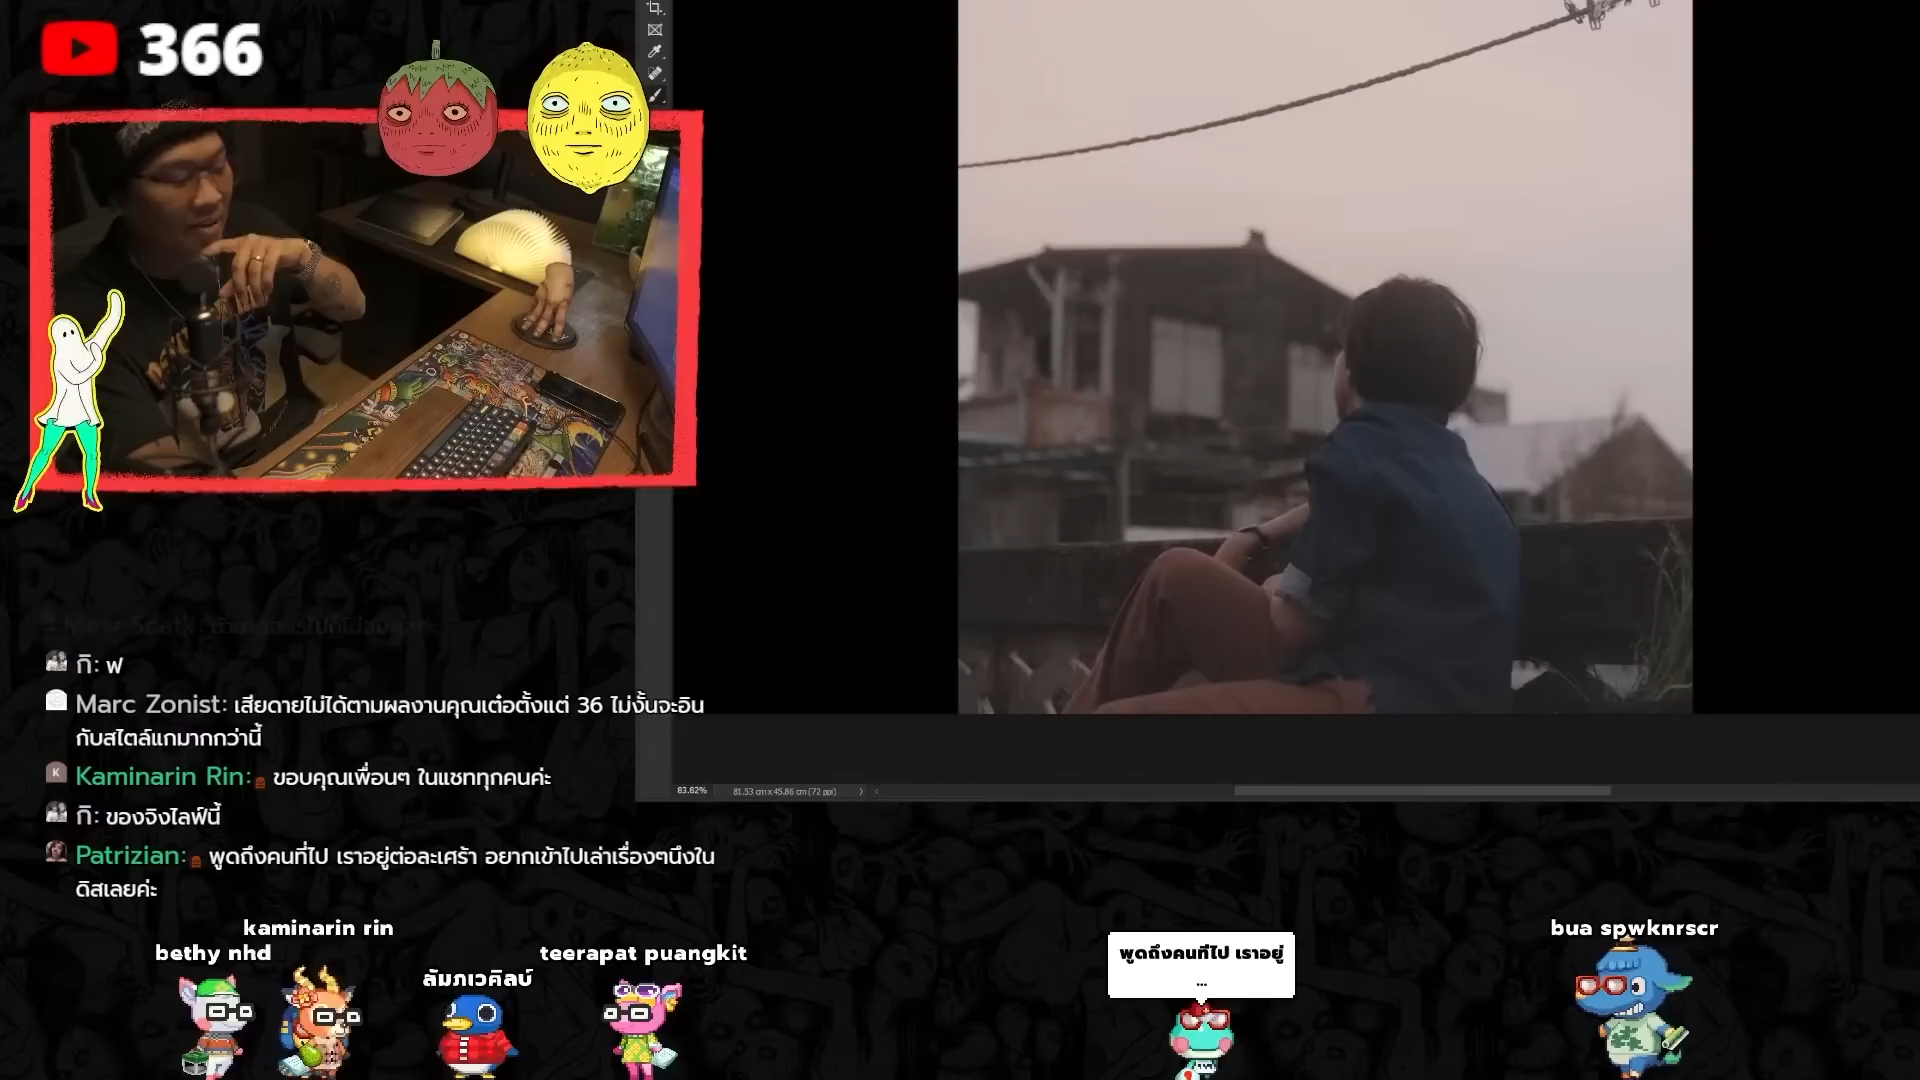 366
กิ: ฬ
Marc Zonist: เสียดายไม่ได้ตามผลงานคุณเต๋อตั้งแต่ 36 ไม่งั้นจะอิน
กับสไตล์แกมากกว่านี้
K
Kaminarin Rin: ขอบคุณเพื่อนๆ ในแชททุกคนค่ะ
กิ: ของจิงไลฟ์นี้
Patrizian: พูดถึงคนที่ไป เราอยู่ต่อละเศร้า อยากเข้าไปเล่าเรื่องๆนึงใน
ดิสเลยค่ะ
83.82%
81.53 cm x 45.86 cm (72 ppi)
kaminarin rin
bethy nhd
teerapat puangkit
ลัมภเวคิลป์
พูดถึงคนที่ไป เราอยู่
...
bua spwknrscr